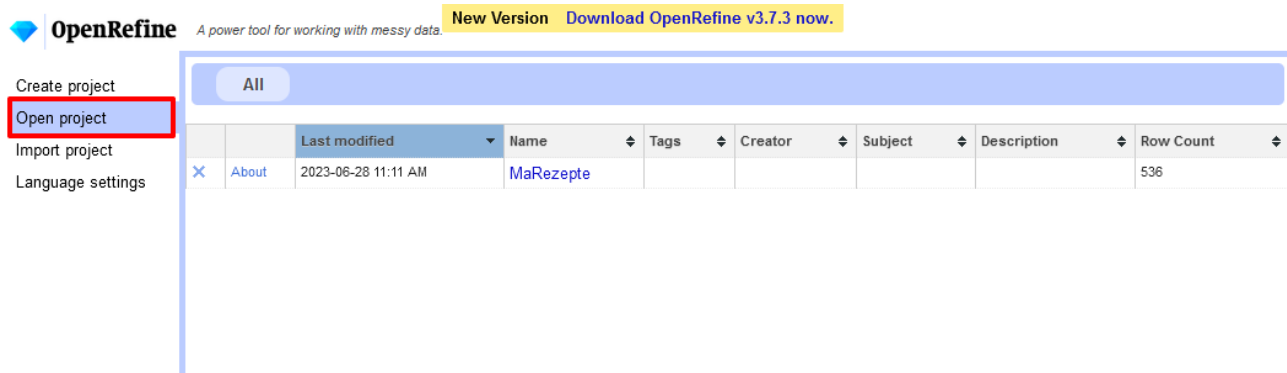 New Version Download OpenRefine v3.7.3 now.
OpenRefine A power tool for working with messy data.
Create project
Open project
Import project
Language settings
All
Last modified Name Tags Creator Subject Description Row Count
About 2023-06-28 11:11 AM MaRezepte 536